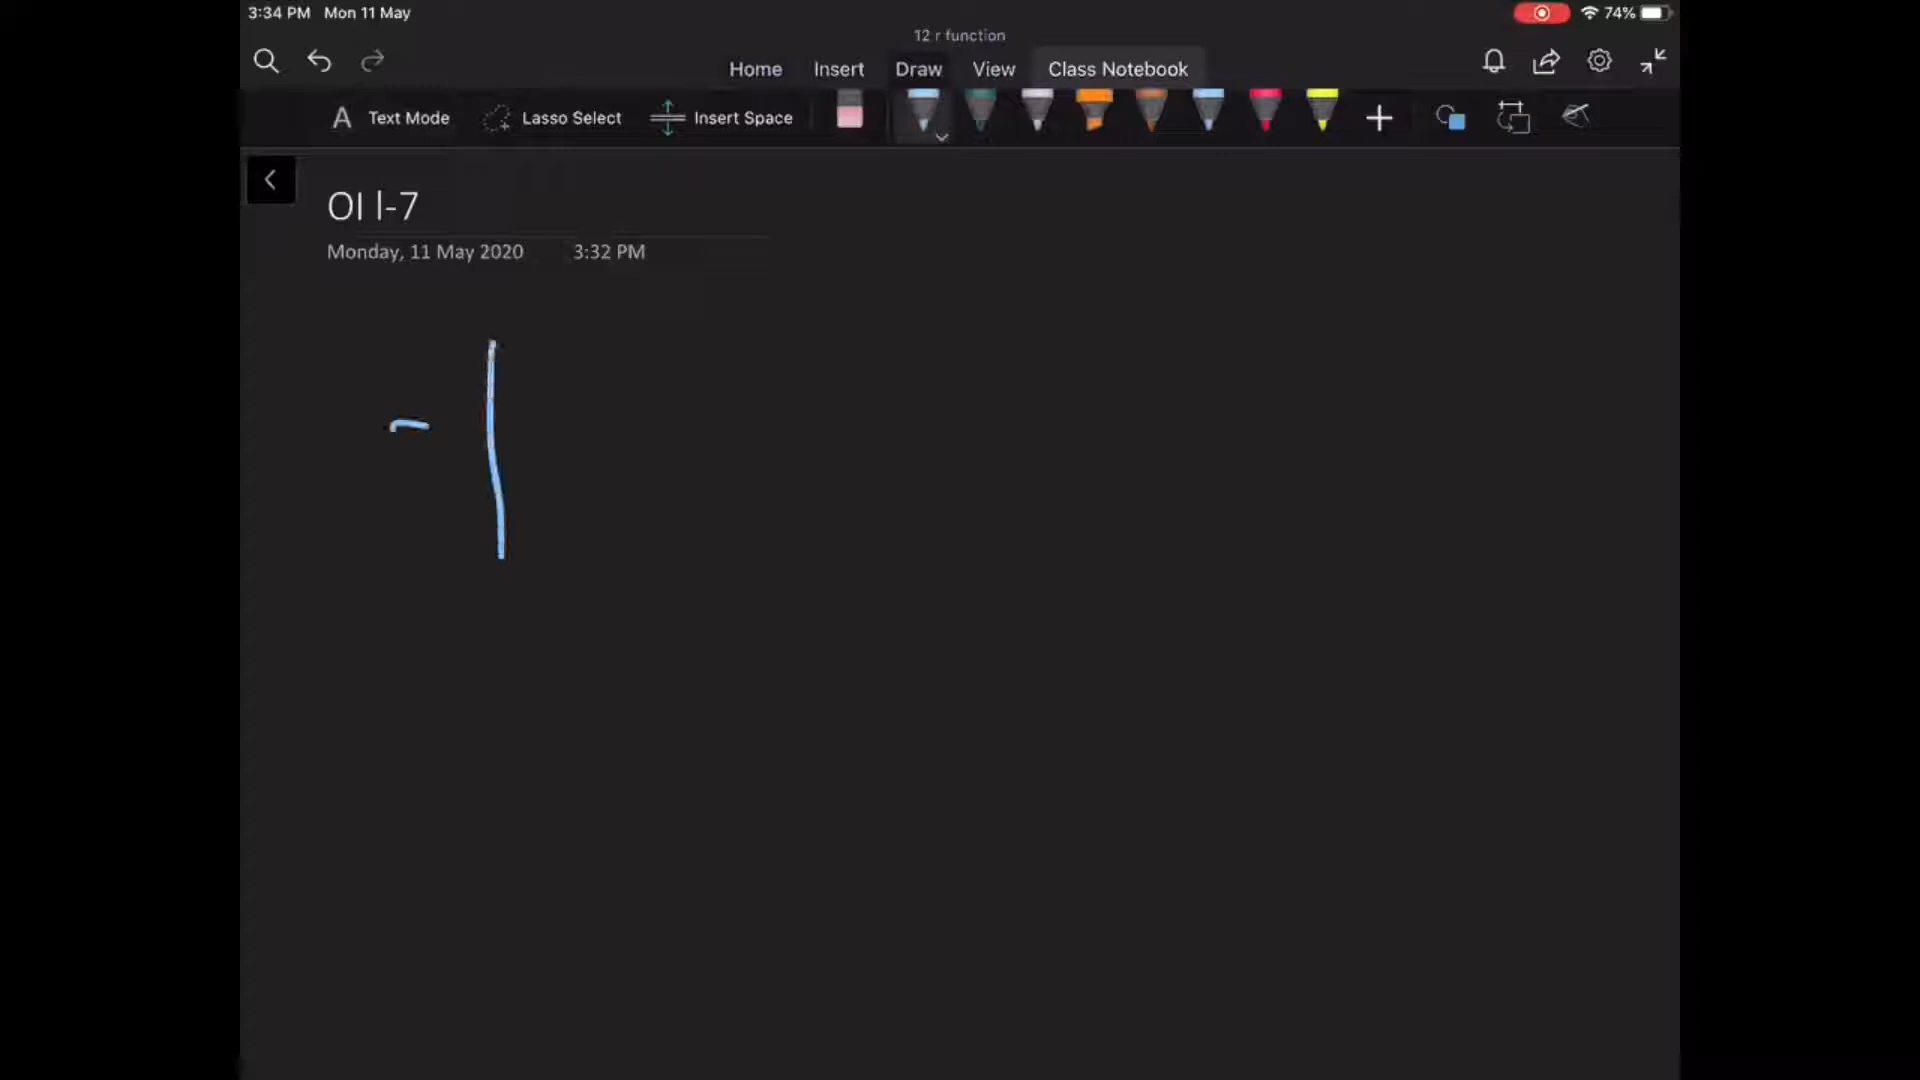 3:34 PM Mon 11 May 74%
12 r function
Home Insert Draw View Class Notebook
A Text Mode Lasso Select Insert Space
OI l-7
Monday, 11 May 2020 3:32 PM